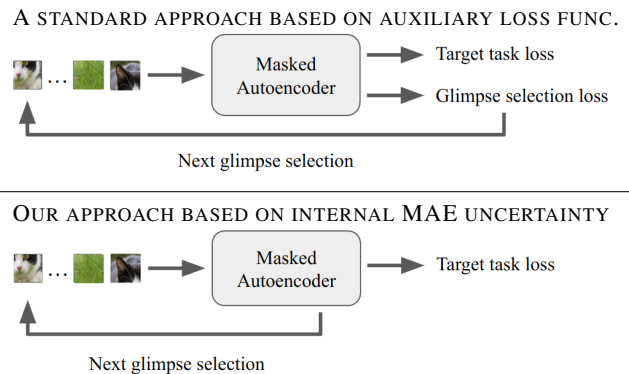 A STANDARD APPROACH BASED ON AUXILIARY LOSS FUNC.
...
Masked
Autoencoder
Target task loss
Glimpse selection loss
Next glimpse selection
OUR APPROACH BASED ON INTERNAL MAE UNCERTAINTY
...
Masked
Autoencoder
Target task loss
Next glimpse selection